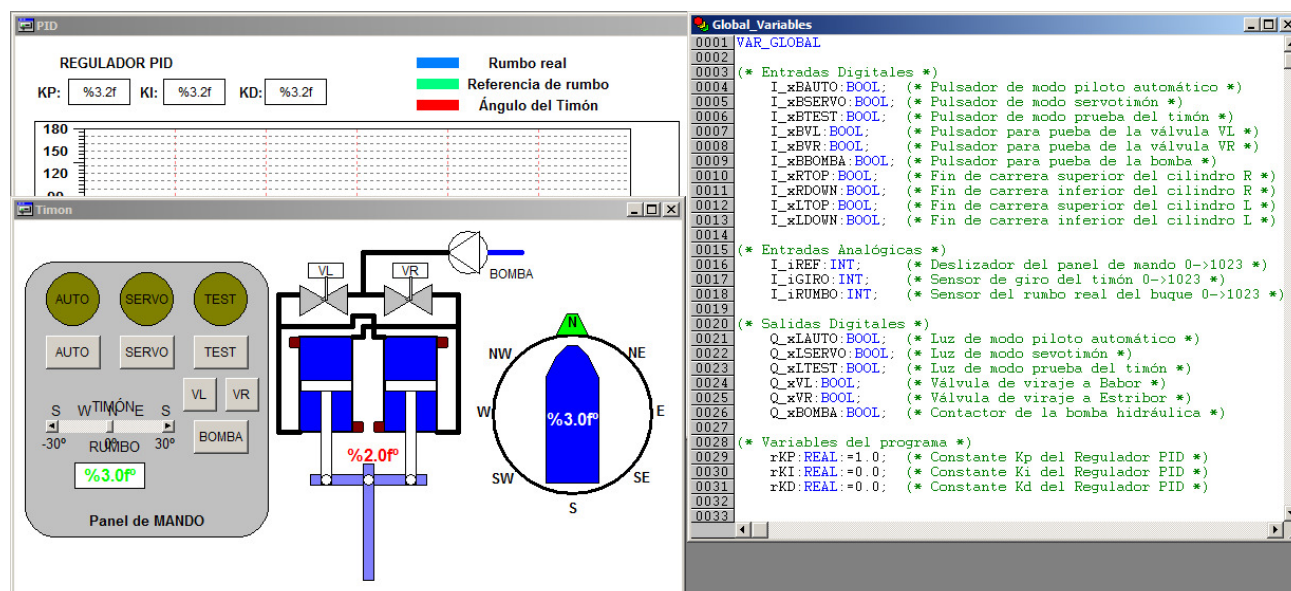 PID
REGULADOR PID
KP: %3.2f KI: %3.2f KD: %3.2f
Rumbo real
Referencia de rumbo
Ángulo del Timón
180
150
120
90
Timon
AUTO SERVO TEST
AUTO SERVO TEST
VL VR
S W N E S
TIMÓN
-30º 0º 30º
RUMBO
BOMBA
%3.0fº
Panel de MANDO
VL VR
BOMBA
%2.0fº
N
NW NE
W E
%3.0fº
SW SE
S
Global_Variables
0001 VAR_GLOBAL
0002
0003 (* Entradas Digitales *)
0004 I_xBAUTO:BOOL; (* Pulsador de modo piloto automático *)
0005 I_xBSERVO:BOOL; (* Pulsador de modo servotimón *)
0006 I_xBTEST:BOOL; (* Pulsador de modo prueba del timón *)
0007 I_xBVL:BOOL; (* Pulsador para pueba de la válvula VL *)
0008 I_xBVR:BOOL; (* Pulsador para pueba de la válvula VR *)
0009 I_xBBOMBA:BOOL; (* Pulsador para pueba de la bomba *)
0010 I_xRTOP:BOOL; (* Fin de carrera superior del cilindro R *)
0011 I_xRDOWN:BOOL; (* Fin de carrera inferior del cilindro R *)
0012 I_xLTOP:BOOL; (* Fin de carrera superior del cilindro L *)
0013 I_xLDOWN:BOOL; (* Fin de carrera inferior del cilindro L *)
0014
0015 (* Entradas Analógicas *)
0016 I_iREF:INT; (* Deslizador del panel de mando 0->1023 *)
0017 I_iGIRO:INT; (* Sensor de giro del timón 0->1023 *)
0018 I_iRUMBO:INT; (* Sensor del rumbo real del buque 0->1023 *)
0019
0020 (* Salidas Digitales *)
0021 Q_xLAUTO:BOOL; (* Luz de modo piloto automático *)
0022 Q_xLSERVO:BOOL; (* Luz de modo sevotimón *)
0023 Q_xLTEST:BOOL; (* Luz de modo prueba del timón *)
0024 Q_xVL:BOOL; (* Válvula de viraje a Babor *)
0025 Q_xVR:BOOL; (* Válvula de viraje a Estribor *)
0026 Q_xBOMBA:BOOL; (* Contactor de la bomba hidráulica *)
0027
0028 (* Variables del programa *)
0029 rKP:REAL:=1.0; (* Constante Kp del Regulador PID *)
0030 rKI:REAL:=0.0; (* Constante Ki del Regulador PID *)
0031 rKD:REAL:=0.0; (* Constante Kd del Regulador PID *)
0032
0033